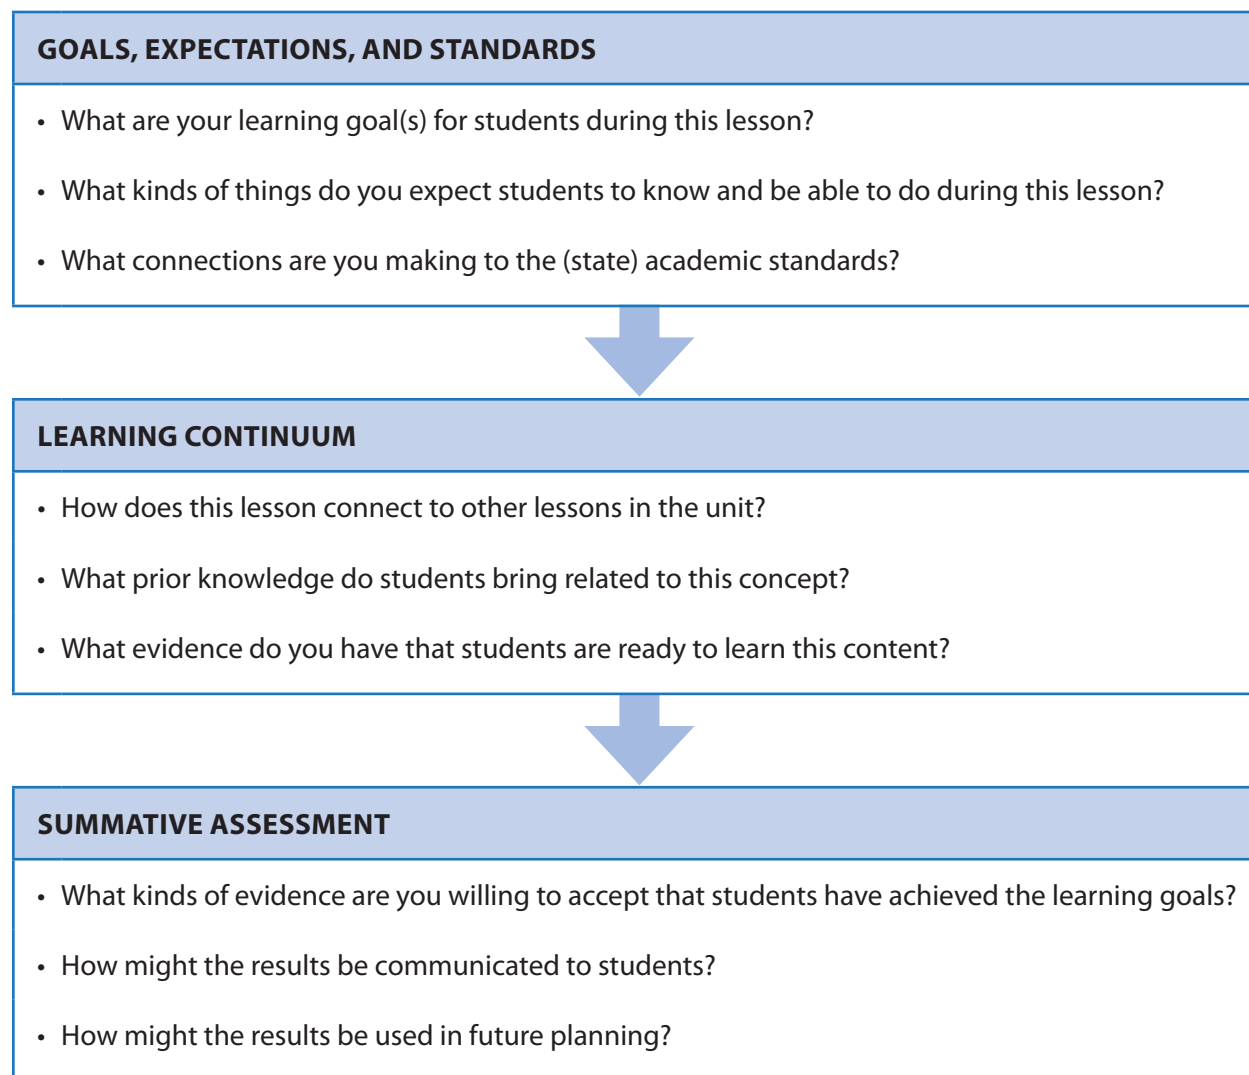 GOALS, EXPECTATIONS, AND STANDARDS
• What are your learning goal(s) for students during this lesson?
• What kinds of things do you expect students to know and be able to do during this lesson?
• What connections are you making to the (state) academic standards?
LEARNING CONTINUUM
• How does this lesson connect to other lessons in the unit?
• What prior knowledge do students bring related to this concept?
• What evidence do you have that students are ready to learn this content?
SUMMATIVE ASSESSMENT
• What kinds of evidence are you willing to accept that students have achieved the learning goals?
• How might the results be communicated to students?
• How might the results be used in future planning?